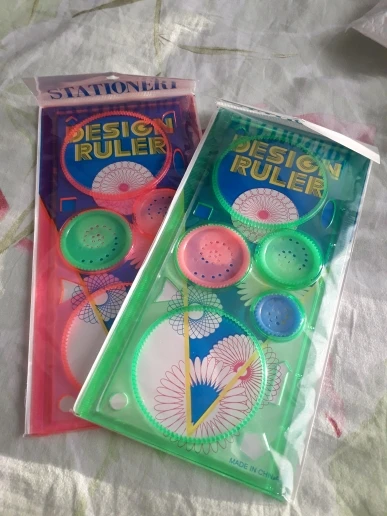 STATIONERY
DESIGN
RULER
DESIGN
RULER
MADE IN CHINA